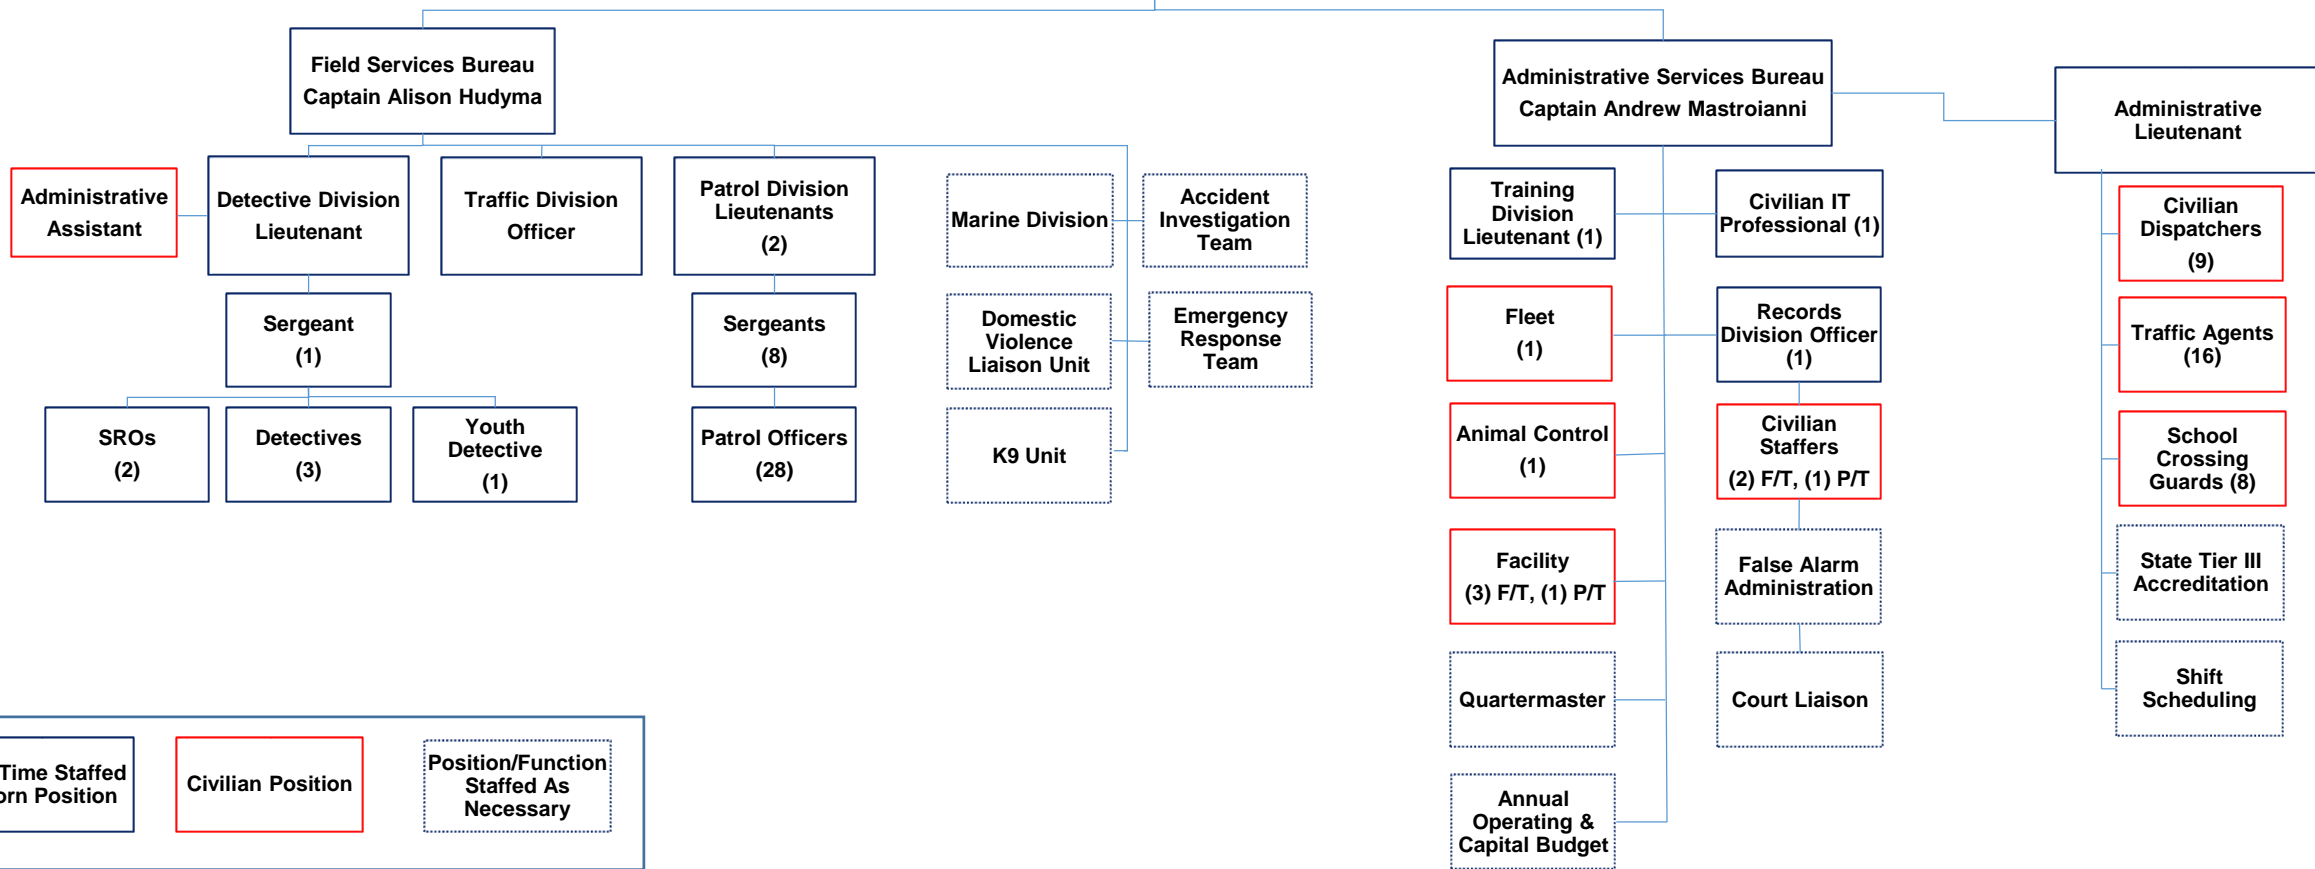 Field Services Bureau
Captain Alison Hudyma
Administrative Services Bureau
Captain Andrew Mastroianni
Administrative
Lieutenant
Administrative
Assistant
Detective Division
Lieutenant
Traffic Division
Officer
Patrol Division
Lieutenants
(2)
Marine Division
Accident
Investigation
Team
Training
Division
Lieutenant (1)
Civilian IT
Professional (1)
Civilian
Dispatchers
(9)
Sergeant
(1)
Sergeants
(8)
Domestic
Violence
Liaison Unit
Emergency
Response
Team
Fleet
(1)
Records
Division Officer
(1)
Traffic Agents
(16)
SROs
(2)
Detectives
(3)
Youth
Detective
(1)
Patrol Officers
(28)
K9 Unit
Animal Control
(1)
Civilian
Staffers
(2) F/T, (1) P/T
School
Crossing
Guards (8)
Facility
(3) F/T, (1) P/T
False Alarm
Administration
State Tier III
Accreditation
Quartermaster
Court Liaison
Shift
Scheduling
Annual
Operating &
Capital Budget
Time Staffed
orn Position
Civilian Position
Position/Function
Staffed As
Necessary